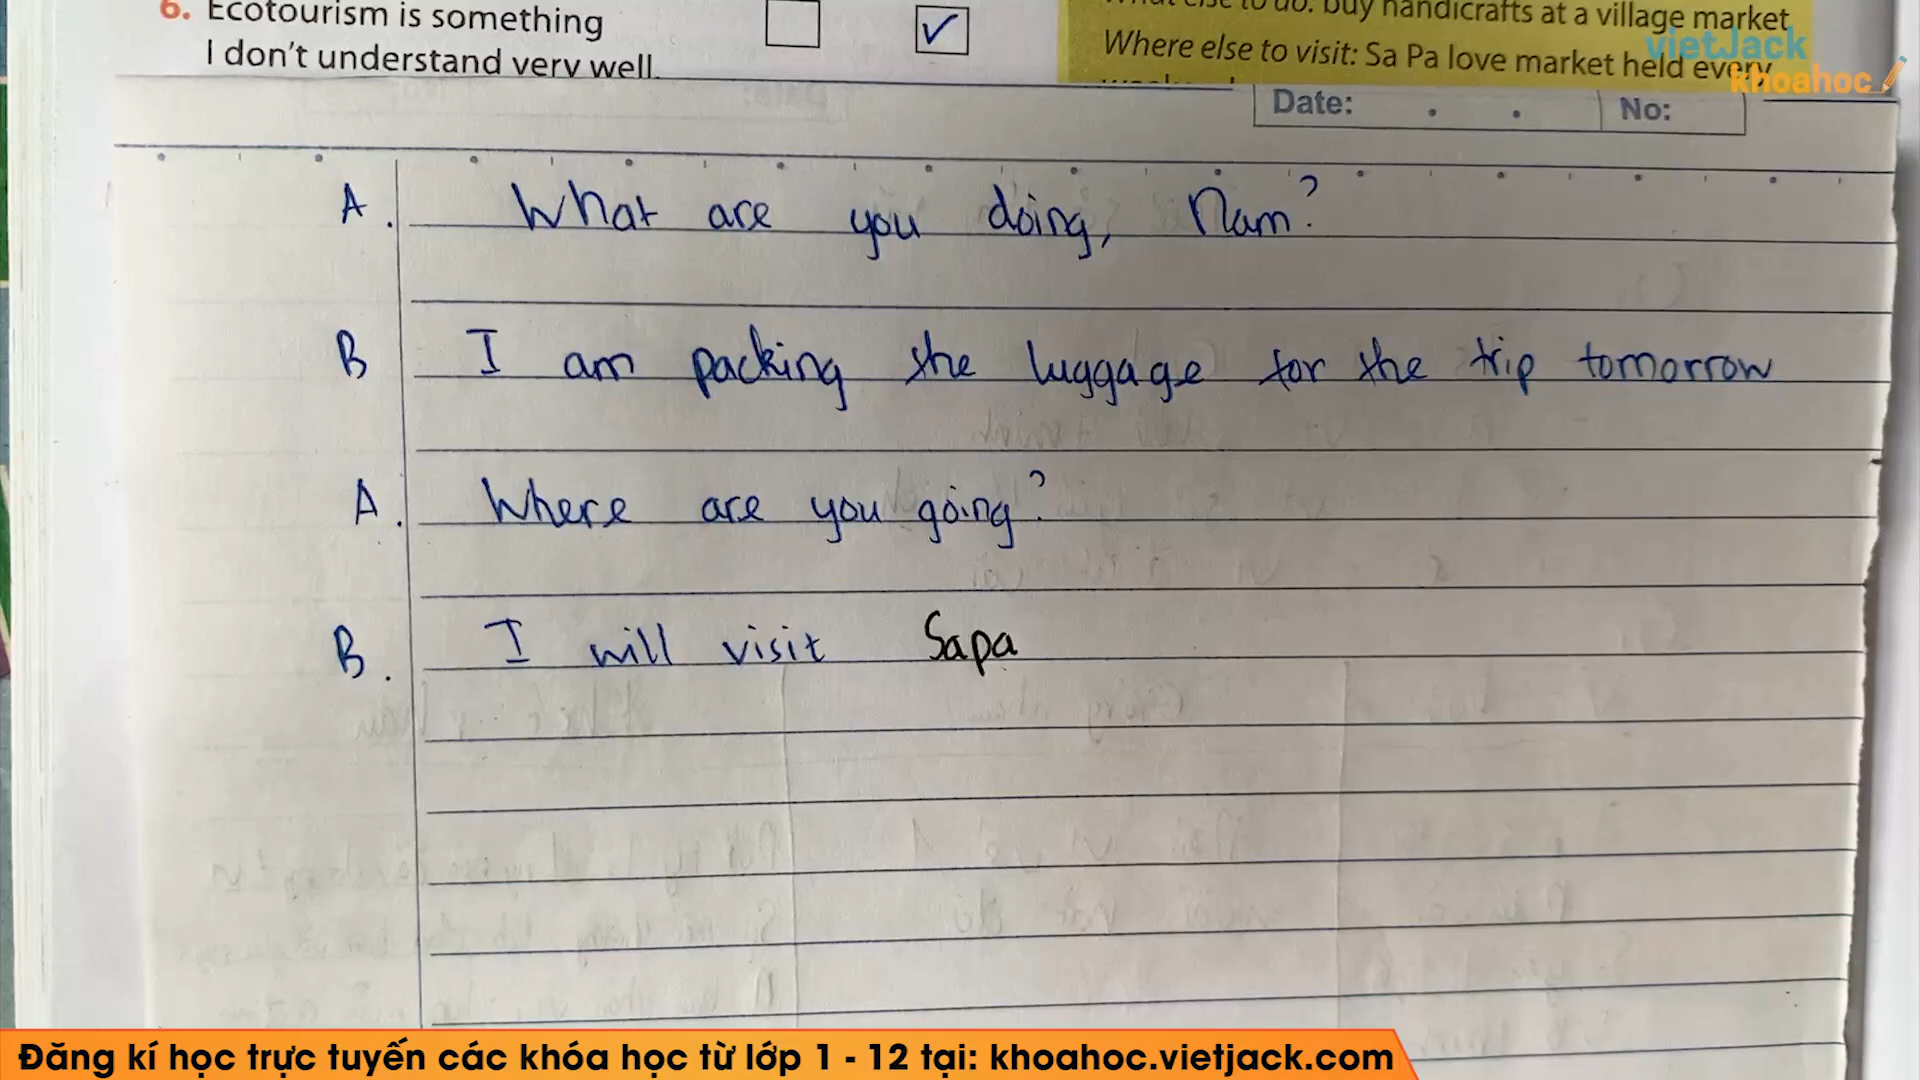 6. Ecotourism is something
I don't understand very well.
buy handicrafts at a village market
Where else to visit: Sa Pa love market held every
vietJack
khoahoc
Date: . . No:
A. What are you doing, Nam?
B I am packing the luggage for the trip tomorrow
A. Where are you going?
B. I will visit Sapa
Đăng kí học trực tuyến các khóa học từ lớp 1 - 12 tại: khoahoc.vietjack.com